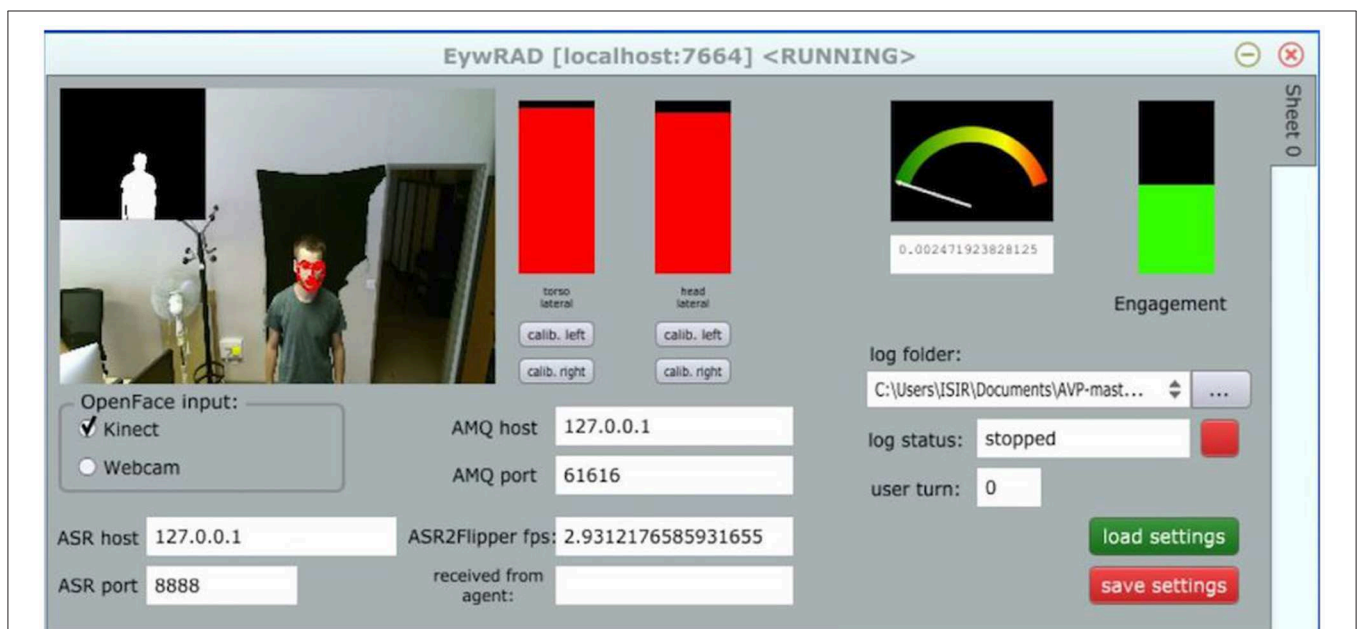 EywRAD [localhost:7664] <RUNNING>
Sheet 0
torso
lateral
head
lateral
calib. left
calib. left
calib. right
calib. right
0.002471923828125
Engagement
log folder:
C:\Users\ISIR\Documents\AVP-mast...
...
OpenFace input:
Kinect
Webcam
AMQ host 127.0.0.1
AMQ port 61616
log status: stopped
user turn: 0
ASR host 127.0.0.1
ASR2Flipper fps: 2.9312176585931655
load settings
ASR port 8888
received from
agent:
save settings